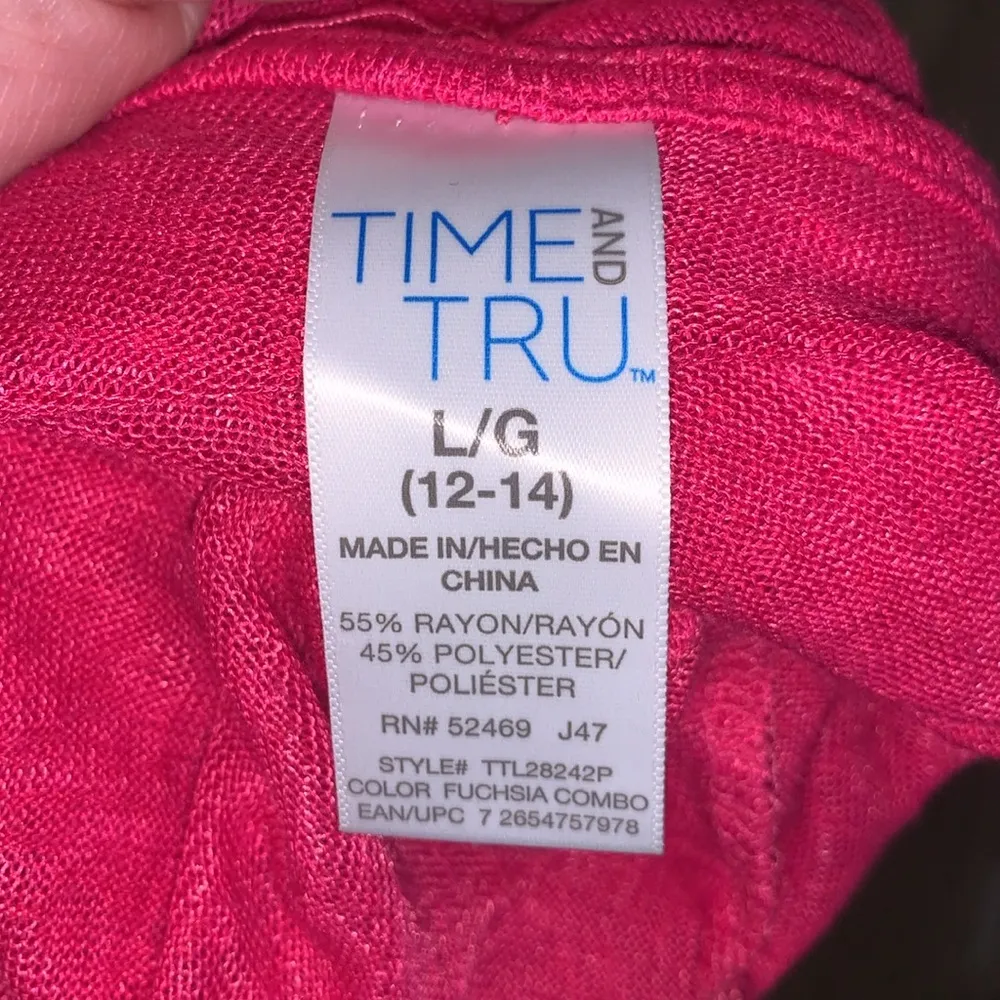 TIME AND
TRU™
L/G
(12-14)
MADE IN/HECHO EN
CHINA
55% RAYON/RAYÓN
45% POLYESTER/
POLIÉSTER
RN# 52469 J47
STYLE# TTL28242P
COLOR FUCHSIA COMBO
EAN/UPC 7 2654757978